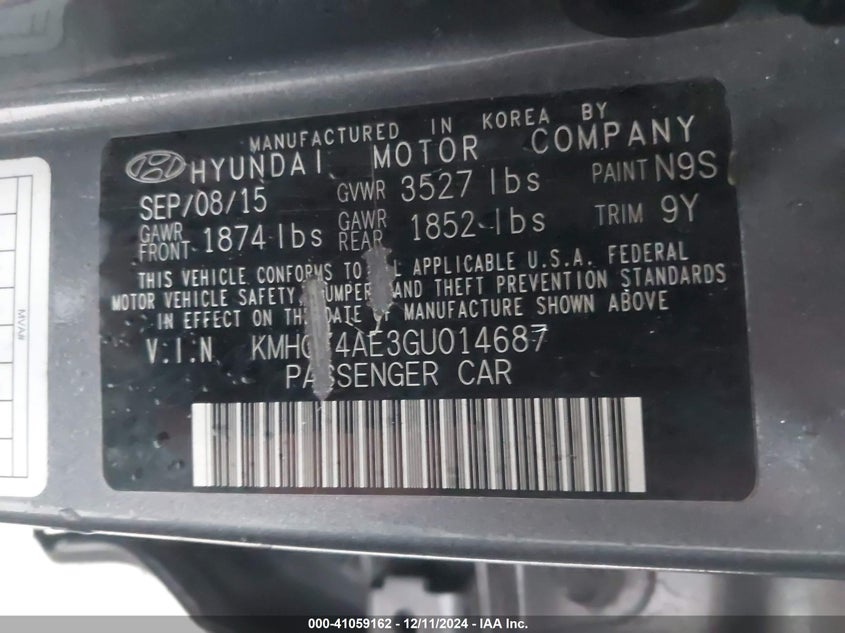 MANUFACTURED IN KOREA BY
HYUNDAI MOTOR COMPANY
SEP/08/15 GVWR 3527 lbs PAINT N9S
GAWR FRONT 1874 lbs GAWR REAR 1852 lbs TRIM 9Y
THIS VEHICLE CONFORMS TO APPLICABLE U.S.A. FEDERAL
MOTOR VEHICLE SAFETY, AND THEFT PREVENTION STANDARDS
IN EFFECT ON THE DATE OF MANUFACTURE SHOWN ABOVE
V.I.N
PASSENGER CAR
MVA#
000-41059162 - 12/11/2024 - IAA Inc.